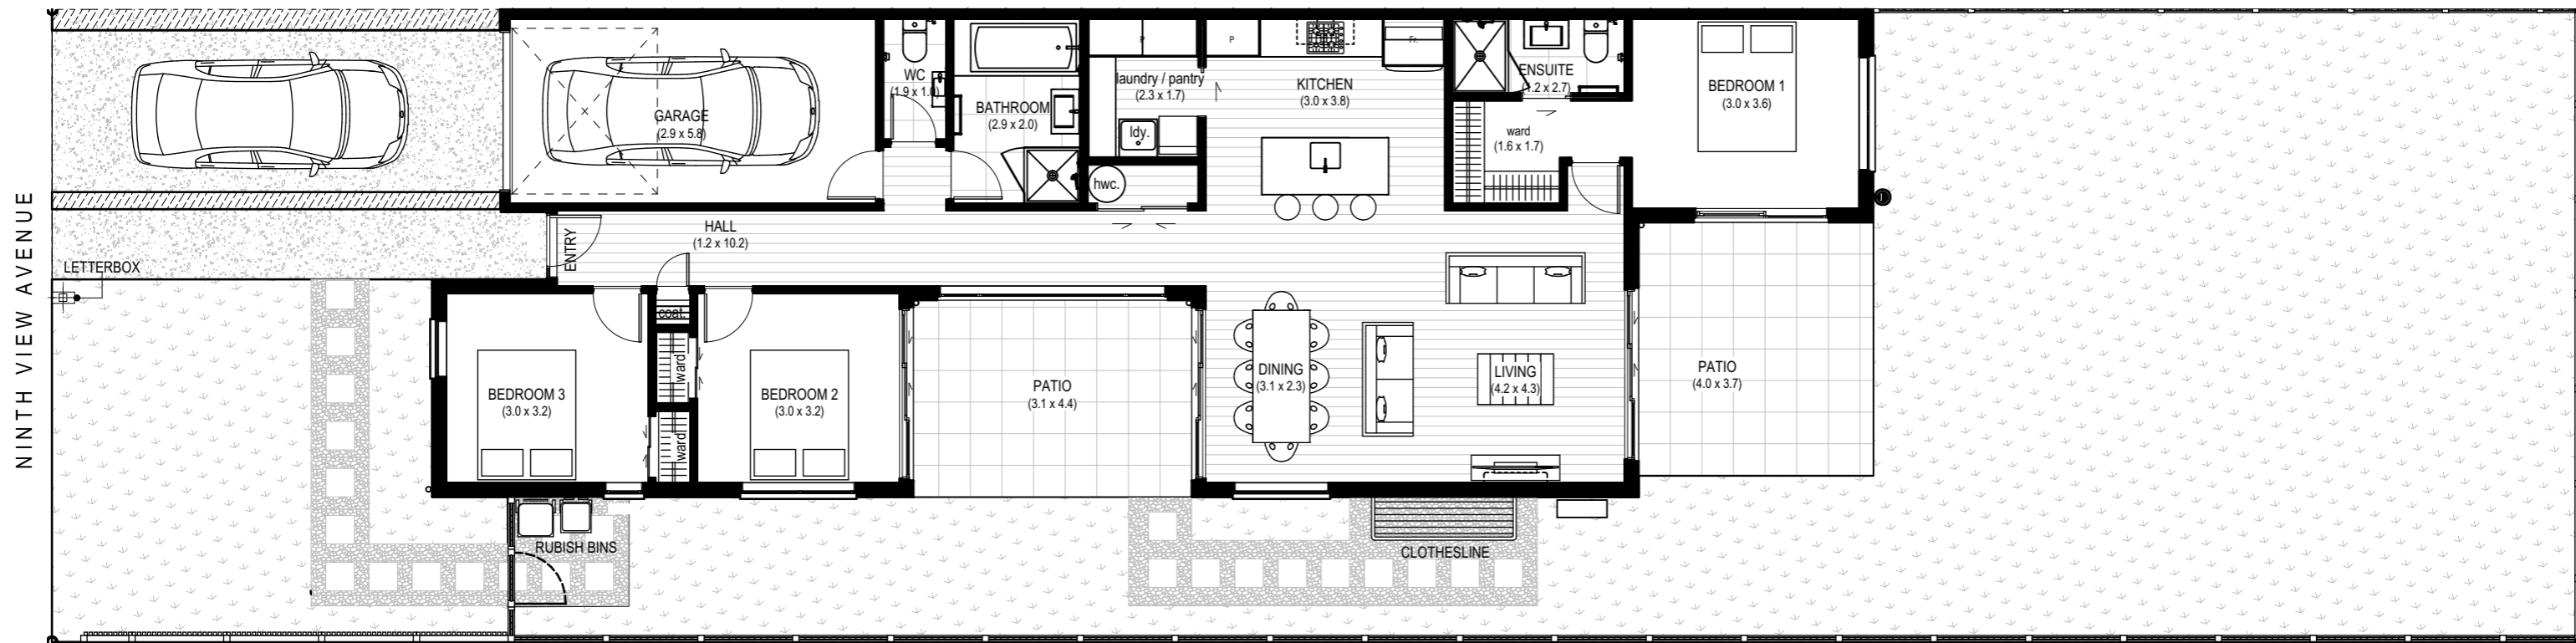 NINTH VIEW AVENUE
LETTERBOX
GARAGE
(2.9 x 5.8)
WC
(1.9 x 1.0)
BATHROOM
(2.9 x 2.0)
P
P
Fr.
laundry / pantry
(2.3 x 1.7)
ldy.
hwc.
KITCHEN
(3.0 x 3.8)
ENSUITE
(1.2 x 2.7)
ward
(1.6 x 1.7)
BEDROOM 1
(3.0 x 3.6)
ENTRY
HALL
(1.2 x 10.2)
coat.
ward
ward
BEDROOM 3
(3.0 x 3.2)
BEDROOM 2
(3.0 x 3.2)
PATIO
(3.1 x 4.4)
DINING
(3.1 x 2.3)
LIVING
(4.2 x 4.3)
PATIO
(4.0 x 3.7)
RUBISH BINS
CLOTHESLINE